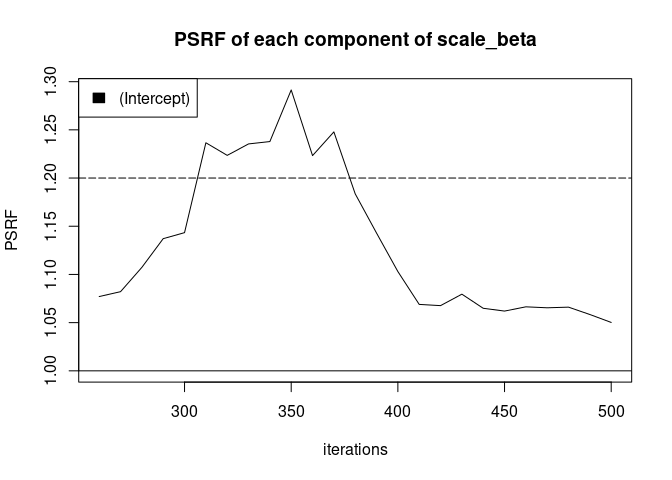 PSRF of each component of scale_beta
(Intercept)
PSRF
1.30
1.25
1.20
1.15
1.10
1.05
1.00
300 350 400 450 500
iterations